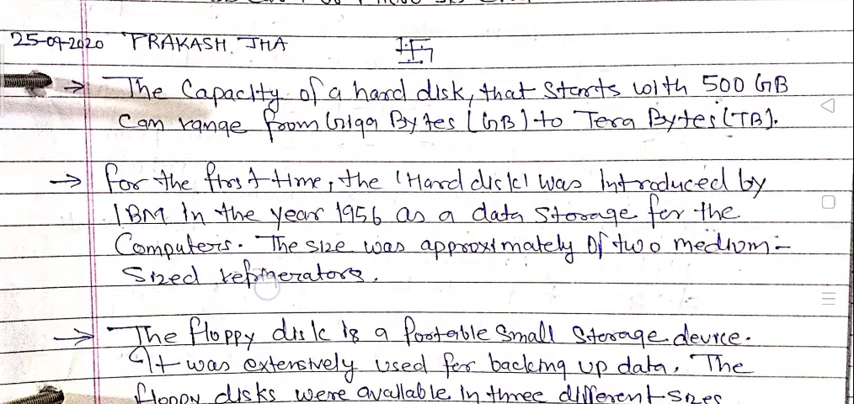 25-09-2020 PRAKASH JHA
→ The Capacity of a hard disk, that starts with 500 GB
can range from Giga Bytes (GB) to Tera Bytes (TB).
→ for the first time, the 'Hard disk' was Introduced by
IBM In the year 1956 as a data storage for the
Computers. The size was approximately of two medium-
Sized refrigerators.
→ The floppy disk is a Portable Small Storage device.
It was extensively used for backing up data. The
floppy disks were available In three different sizes